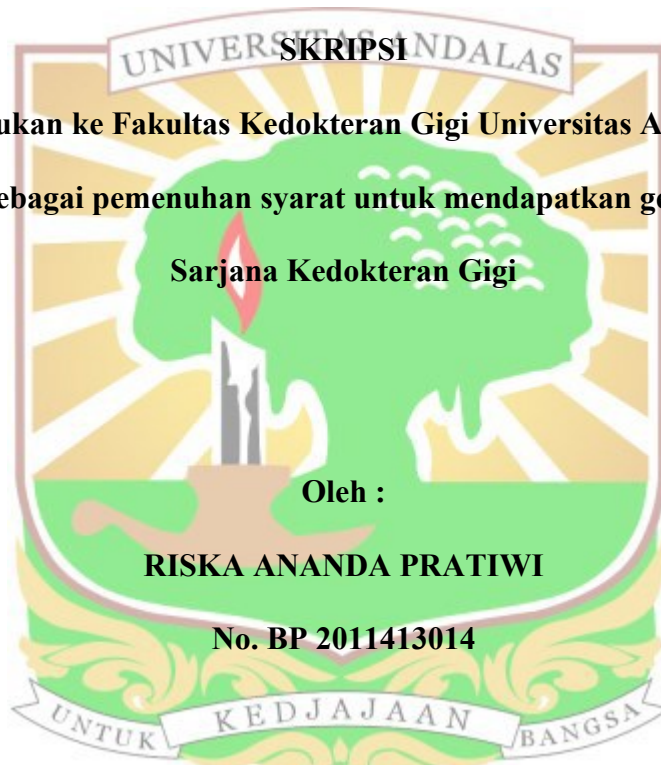 UNIVERSITAS ANDALAS
SKRIPSI
ukan ke Fakultas Kedokteran Gigi Universitas A
ebagai pemenuhan syarat untuk mendapatkan ge
Sarjana Kedokteran Gigi
Oleh :
RISKA ANANDA PRATIWI
No. BP 2011413014
UNTUK KEDJAJAAN BANGSA